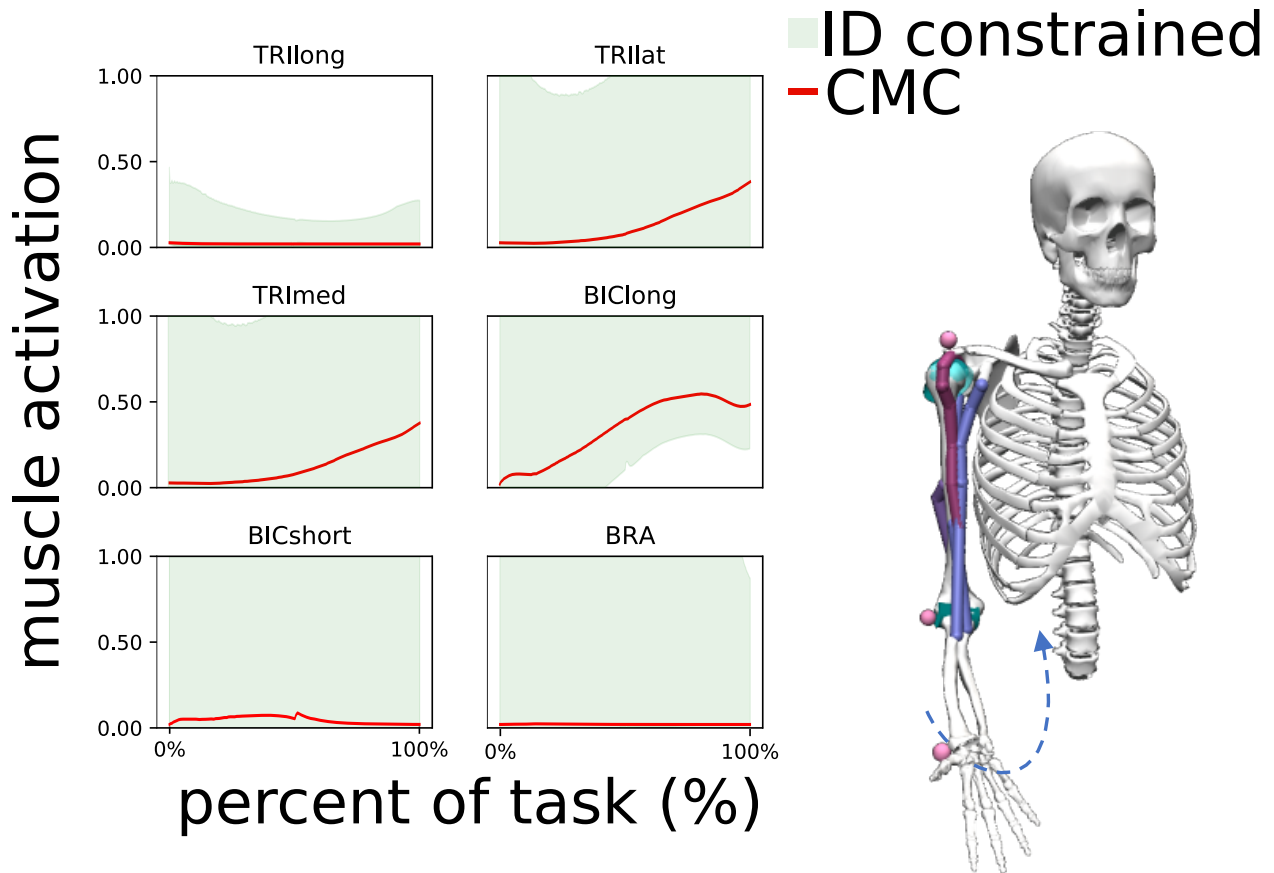 ID constrained
CMC
TRIlong
TRIlat
1.00
0.50
0.00
TRImed
BIClong
1.00
0.50
0.00
BICshort
BRA
1.00
0.50
0.00
0% 100% 0% 100%
muscle activation
percent of task (%)